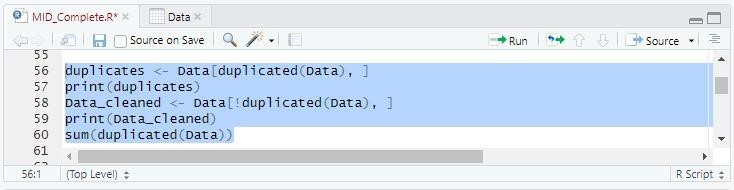 MID_Complete.R* × Data ×
Source on Save Run Source
55
56 duplicates <- Data[duplicated(Data), ]
57 print(duplicates)
58 Data_cleaned <- Data[!duplicated(Data), ]
59 print(Data_cleaned)
60 sum(duplicated(Data))
61
62
56:1 (Top Level) R Script